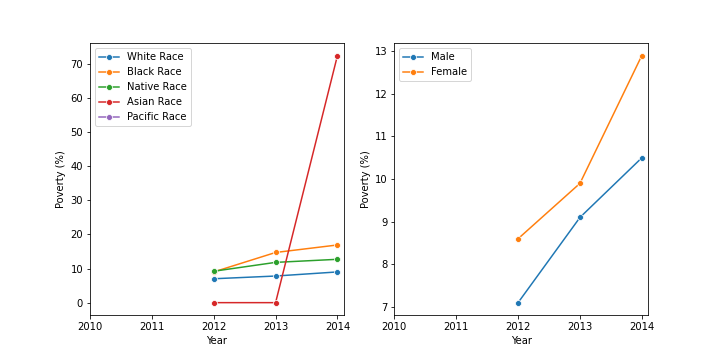 White Race
Black Race
Native Race
Asian Race
Pacific Race
Poverty (%)
70
60
50
40
30
20
10
0
2010 2011 2012 2013 2014
Year
Male
Female
Poverty (%)
13
12
11
10
9
8
7
2010 2011 2012 2013 2014
Year